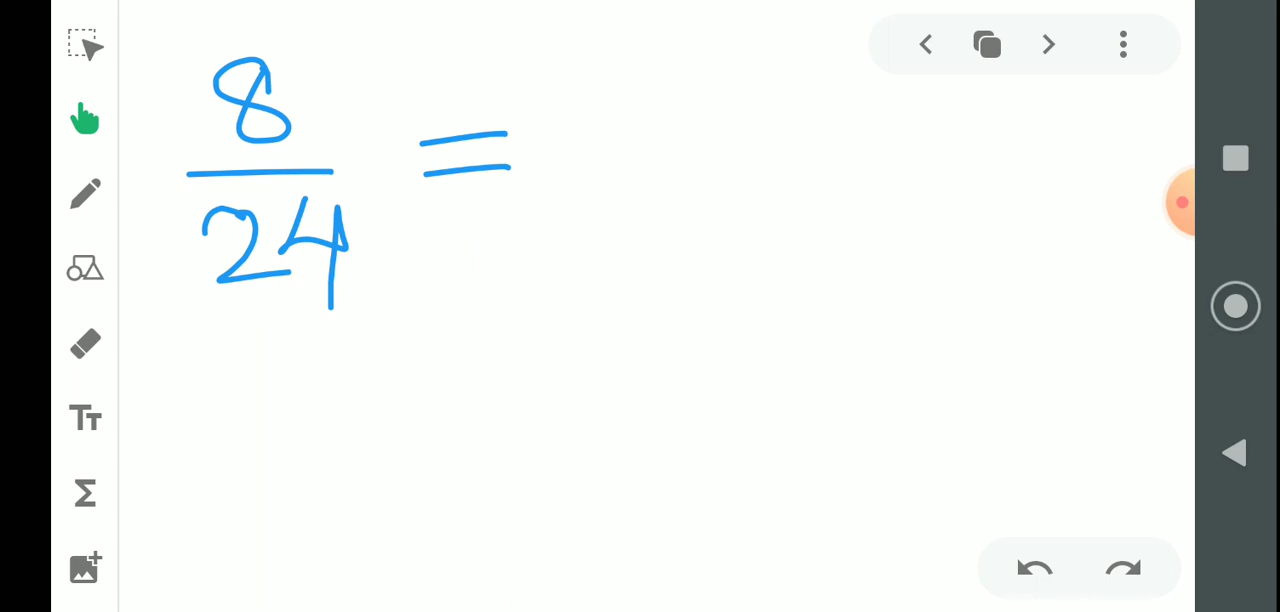 8
—
24
=